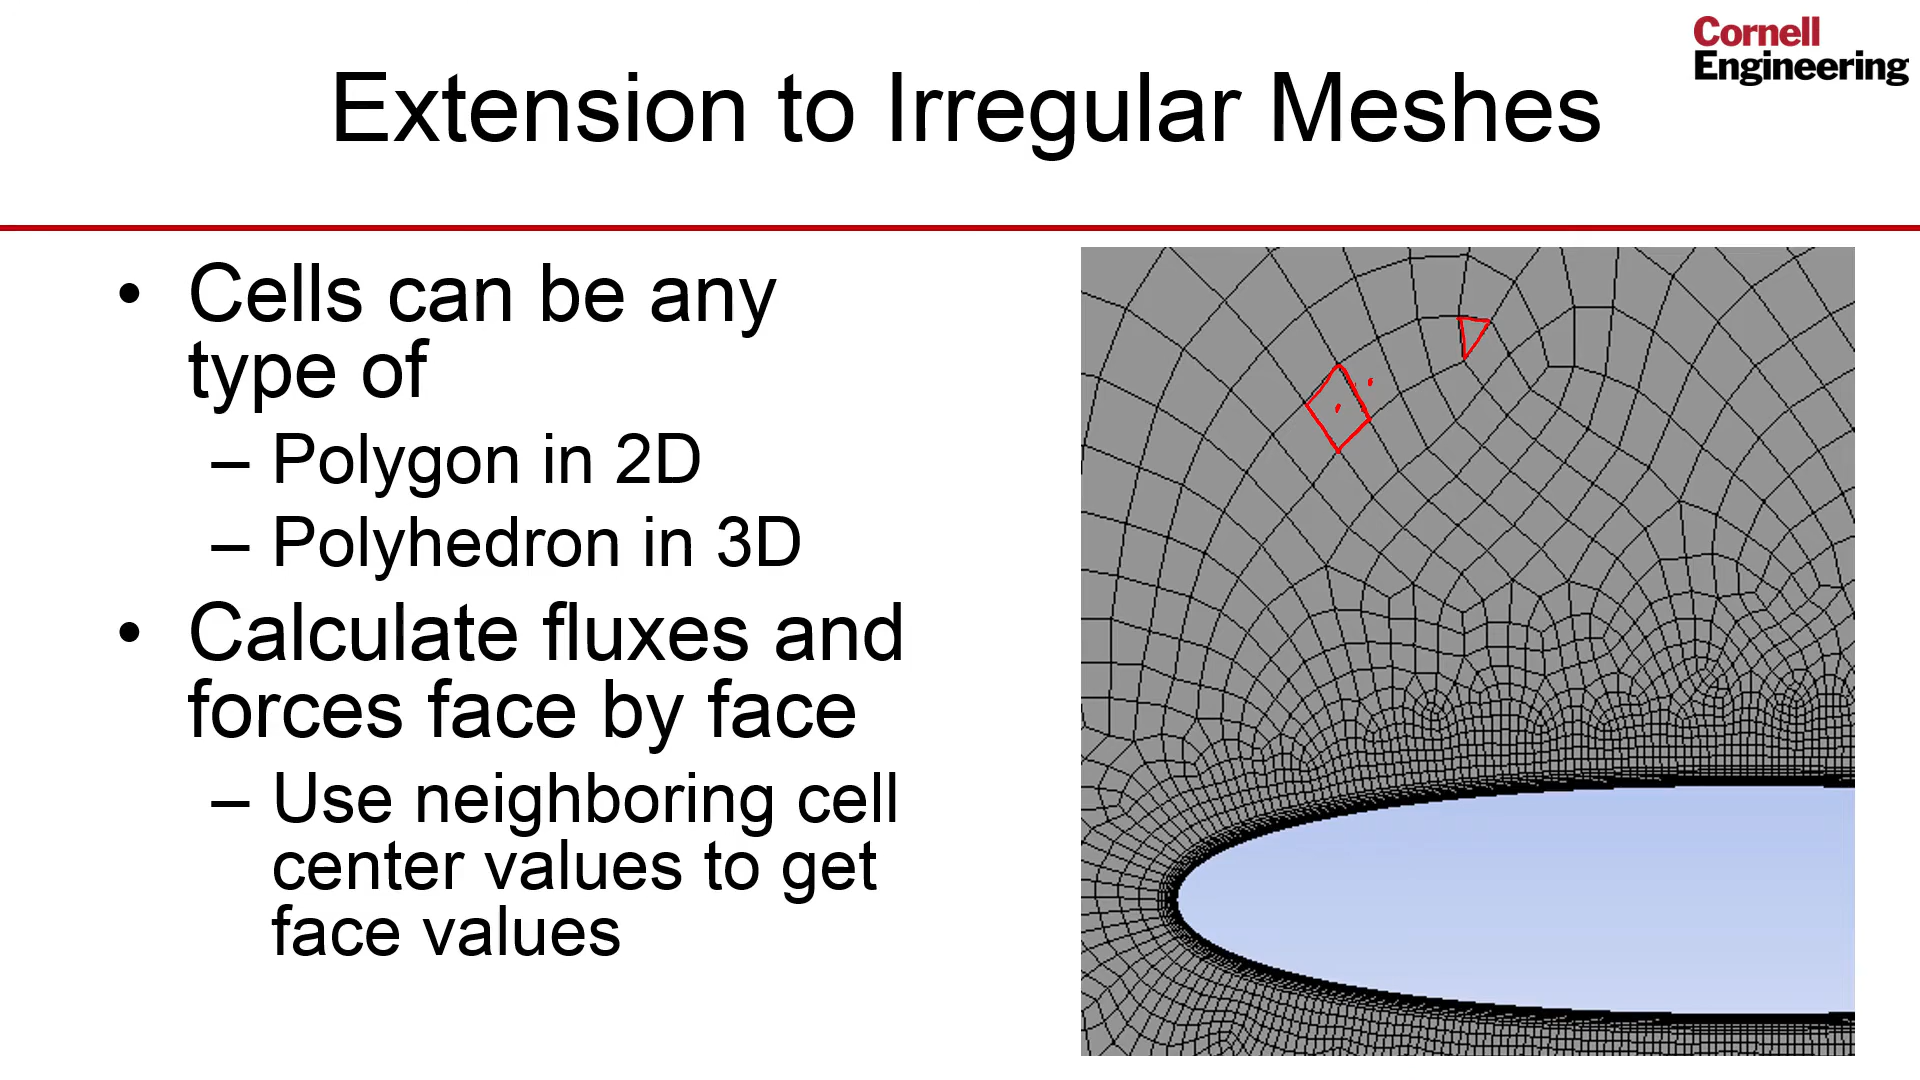 Cornell
Engineering
Extension to Irregular Meshes
• Cells can be any
type of
– Polygon in 2D
– Polyhedron in 3D
• Calculate fluxes and
forces face by face
– Use neighboring cell
center values to get
face values